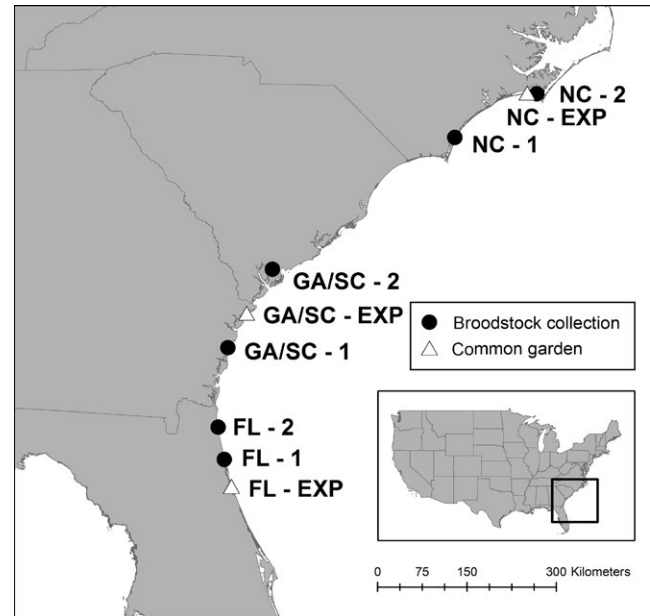 NC - 2
NC - EXP
NC - 1
GA/SC - 2
GA/SC - EXP
GA/SC - 1
FL - 2
FL - 1
FL - EXP
Broodstock collection
Common garden
0 75 150 300 Kilometers